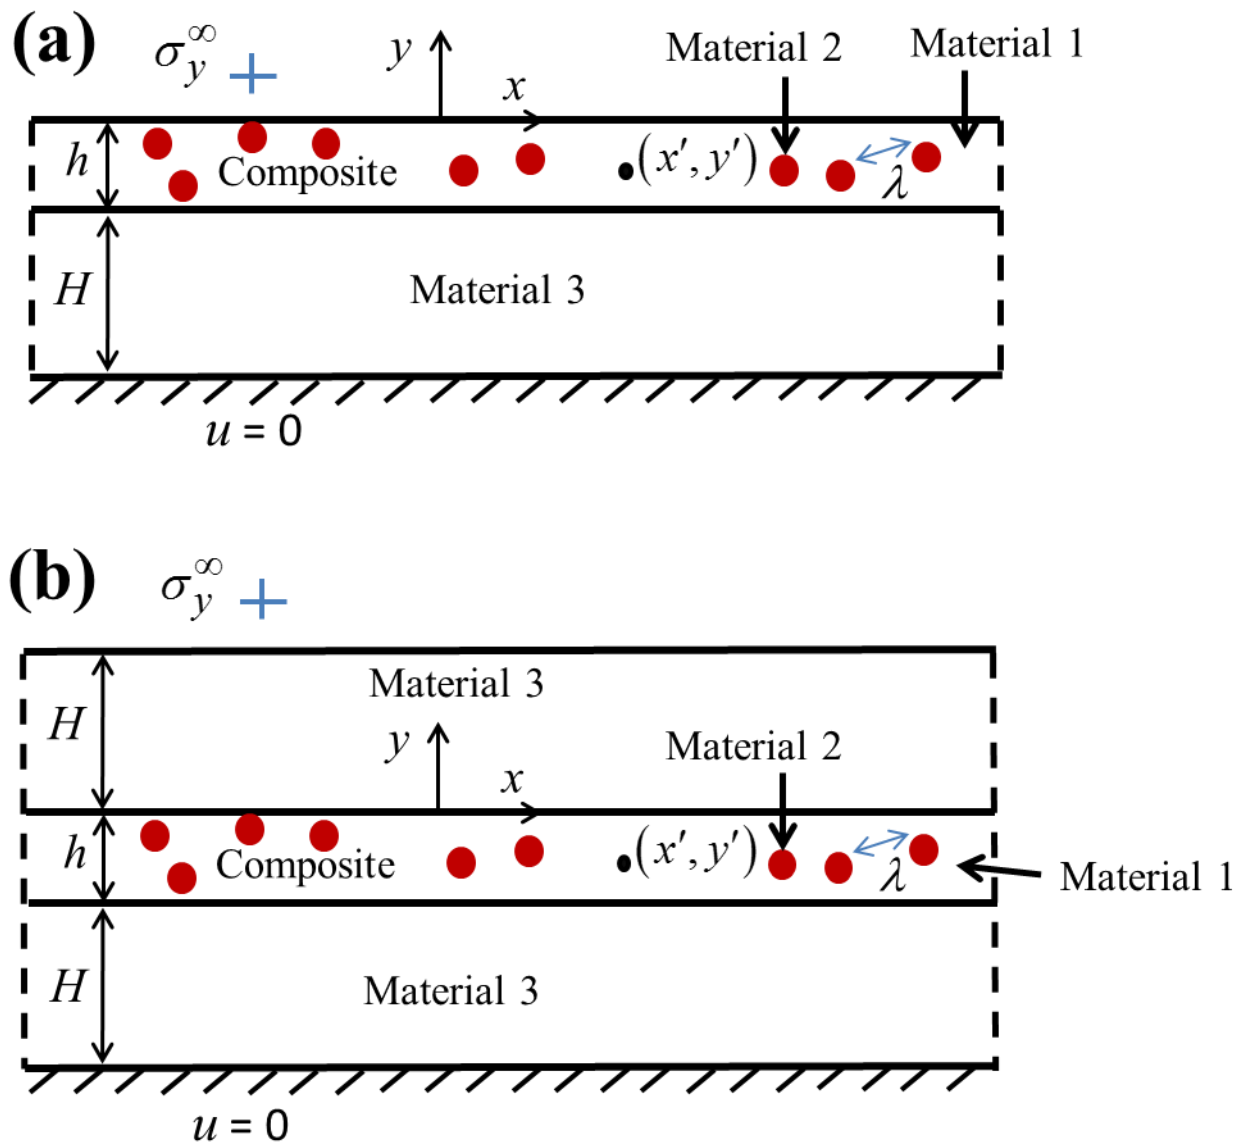 (a)
σ_y^∞
y
x
Material 2
Material 1
h
Composite
(x′, y′)
λ
H
Material 3
u = 0
(b)
σ_y^∞
Material 3
H
y
x
Material 2
h
Composite
(x′, y′)
λ
Material 1
H
Material 3
u = 0